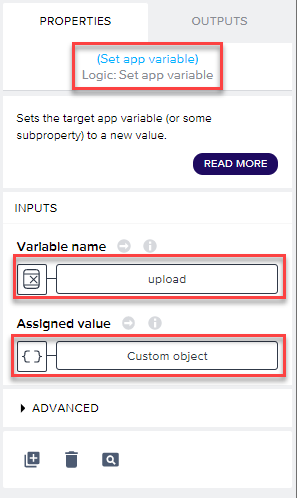 PROPERTIES
OUTPUTS
(Set app variable)
Logic: Set app variable
Sets the target app variable (or some
subproperty) to a new value.
READ MORE
INPUTS
Variable name
upload
Assigned value
Custom object
ADVANCED